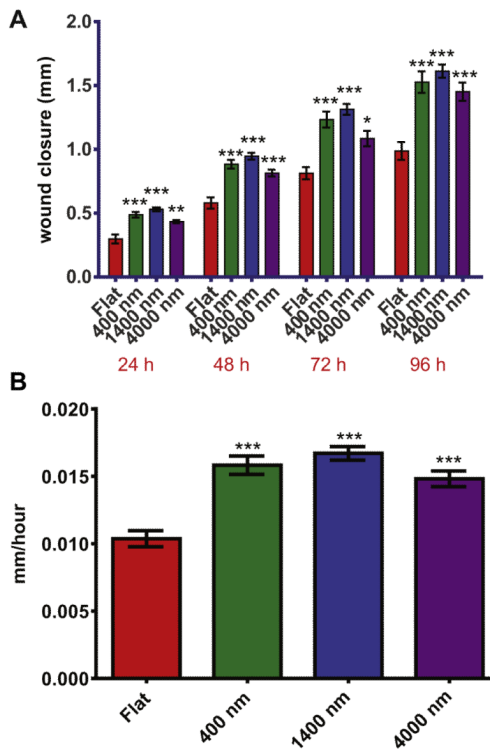 A
wound closure (mm)
2.0
1.5
1.0
0.5
0.0
*** *** **
*** *** ***
*** *** *
*** *** ***
Flat 400 nm 1400 nm 4000 nm Flat 400 nm 1400 nm 4000 nm Flat 400 nm 1400 nm 4000 nm Flat 400 nm 1400 nm 4000 nm
24 h 48 h 72 h 96 h
B
mm/hour
0.020
0.015
0.010
0.005
0.000
*** *** ***
Flat 400 nm 1400 nm 4000 nm